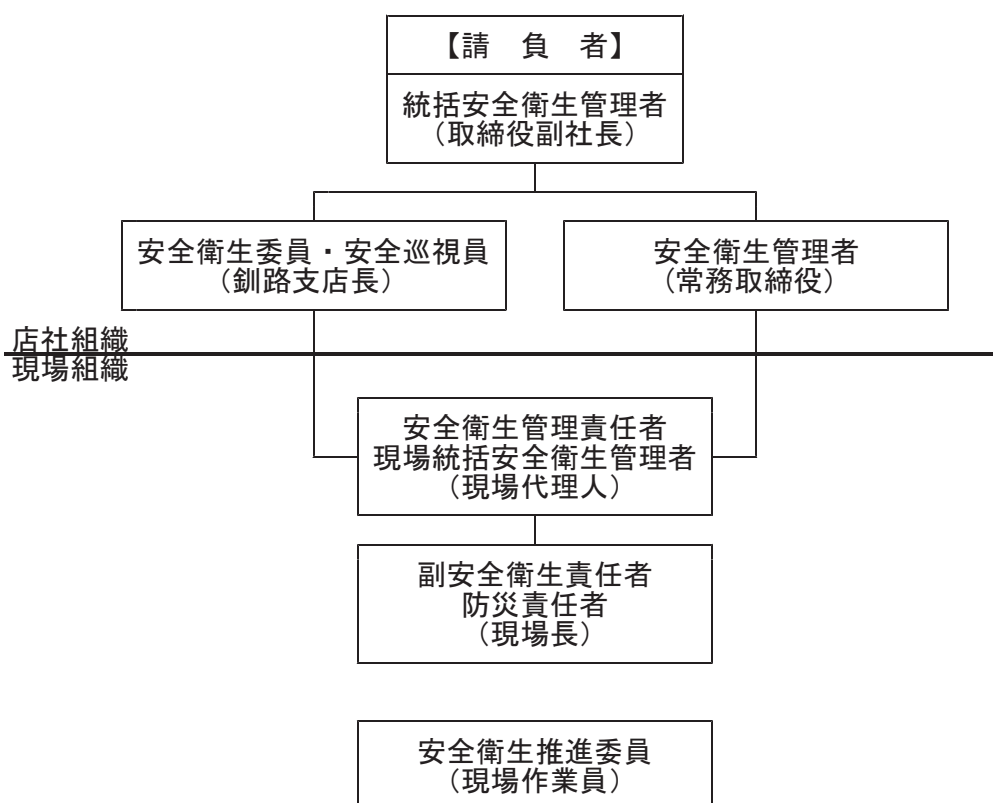 【請 負 者】
統括安全衛生管理者
（取締役副社長）
安全衛生委員・安全巡視員
（釧路支店長）
安全衛生管理者
（常務取締役）
店社組織
現場組織
安全衛生管理責任者
現場統括安全衛生管理者
（現場代理人）
副安全衛生責任者
防災責任者
（現場長）
安全衛生推進委員
（現場作業員）